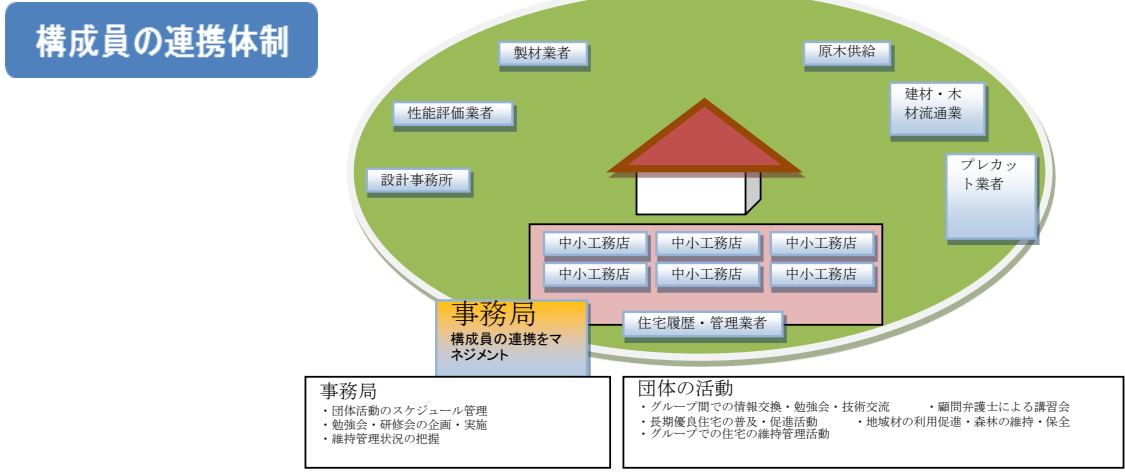 構成員の連携体制
製材業者
原木供給
建材・木
材流通業
性能評価業者
プレカッ
ト業者
設計事務所
中小工務店 中小工務店 中小工務店
中小工務店 中小工務店 中小工務店
住宅履歴・管理業者
事務局
構成員の連携をマ
ネジメント
事務局
・団体活動のスケジュール管理
・勉強会・研修会の企画・実施
・維持管理状況の把握
団体の活動
・グループ間での情報交換・勉強会・技術交流 ・顧問弁護士による講習会
・長期優良住宅の普及・促進活動 ・地域材の利用促進・森林の維持・保全
・グループでの住宅の維持管理活動